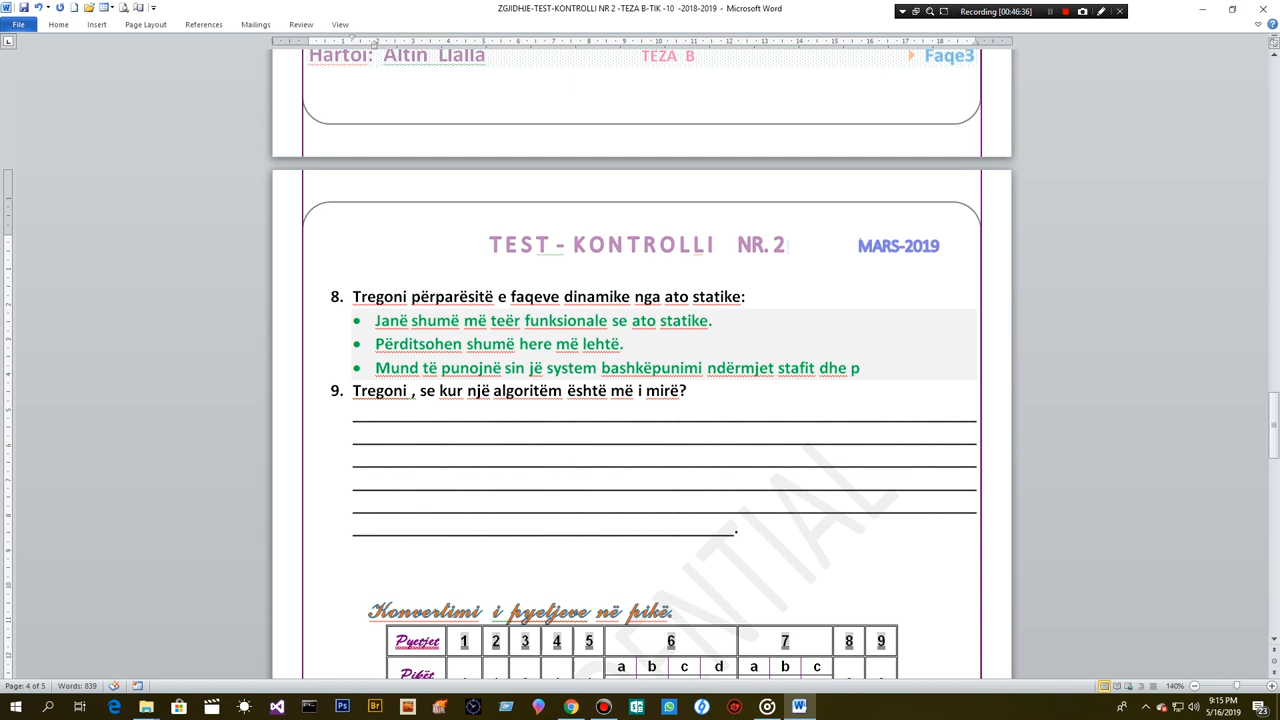 ZGJIDHJE-TEST-KONTROLLI NR 2 -TEZA B-TIK -10 -2018-2019 - Microsoft Word
Recording (00:46:36)
File Home Insert Page Layout References Mailings Review View
Hartoi: Altin Llalla TEZA B Faqe3
TEST - KONTROLLI NR. 2 MARS-2019
8. Tregoni përparësitë e faqeve dinamike nga ato statike:
• Janë shumë më teër funksionale se ato statike.
• Përditsohen shumë here më lehtë.
• Mund të punojnë sin jë system bashkëpunimi ndërmjet stafit dhe p
9. Tregoni , se kur një algoritëm është më i mirë?
ENTIAL
Konvertimi i pyetjeve në pikë.
Pyetjet 1 2 3 4 5 6 7 8 9
Pikët a b c d a b c
Page: 4 of 5 Words: 839 140%
9:15 PM
5/16/2019